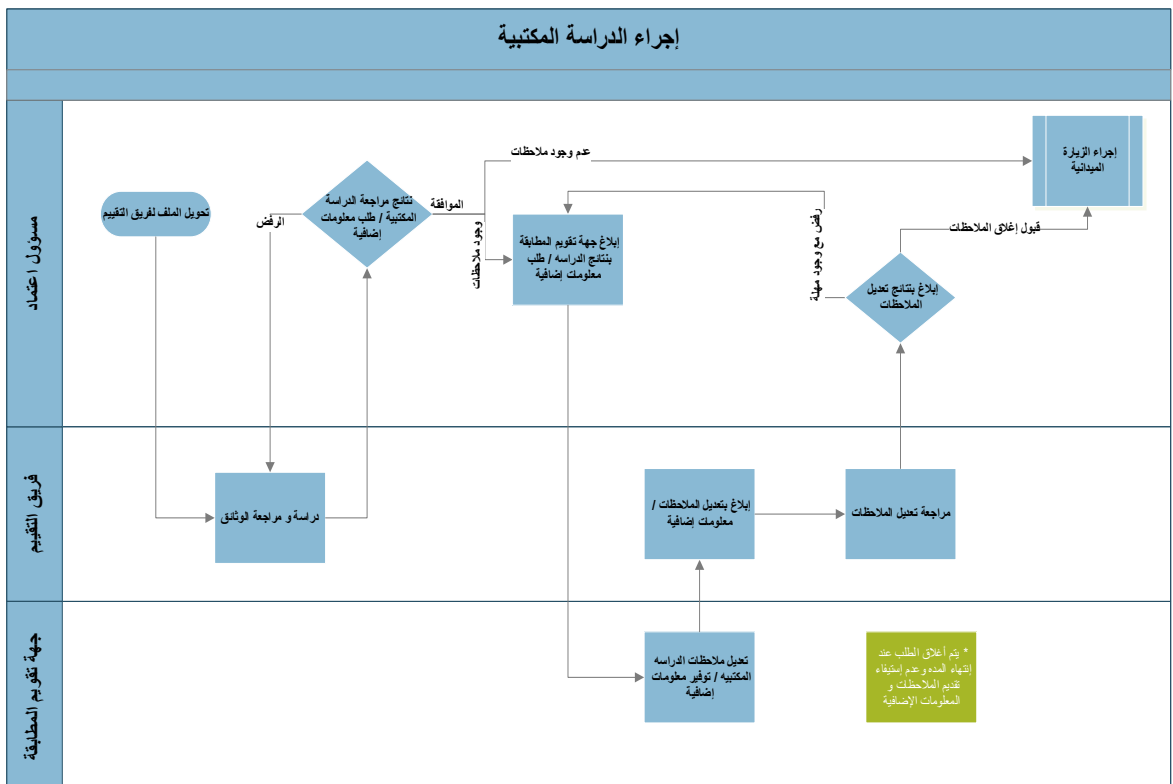 إجراء الدراسة المكتبية
مسؤول اعتماد
تحويل الملف لفريق التقييم
نتائج مراجعة الدراسة
المكتبية / طلب معلومات
إضافية
الرفض
الموافقة
عدم وجود ملاحظات
وجود ملاحظات
إبلاغ جهة تقويم المطابقة
بنتائج الدراسه / طلب
معلومات إضافية
رفض مع وجود مهلة
إبلاغ بنتائج تعديل
الملاحظات
قبول إغلاق الملاحظات
إجراء الزيارة
الميدانية
فريق التقييم
دراسة و مراجعة الوثائق
إبلاغ بتعديل الملاحظات /
معلومات إضافية
مراجعة تعديل الملاحظات
جهة تقويم المطابقة
تعديل ملاحظات الدراسه
المكتبيه / توفير معلومات
إضافية
* يتم أغلاق الطلب عند
إنتهاء المده وعدم إستيفاء
تقديم الملاحظات و
المعلومات الإضافية